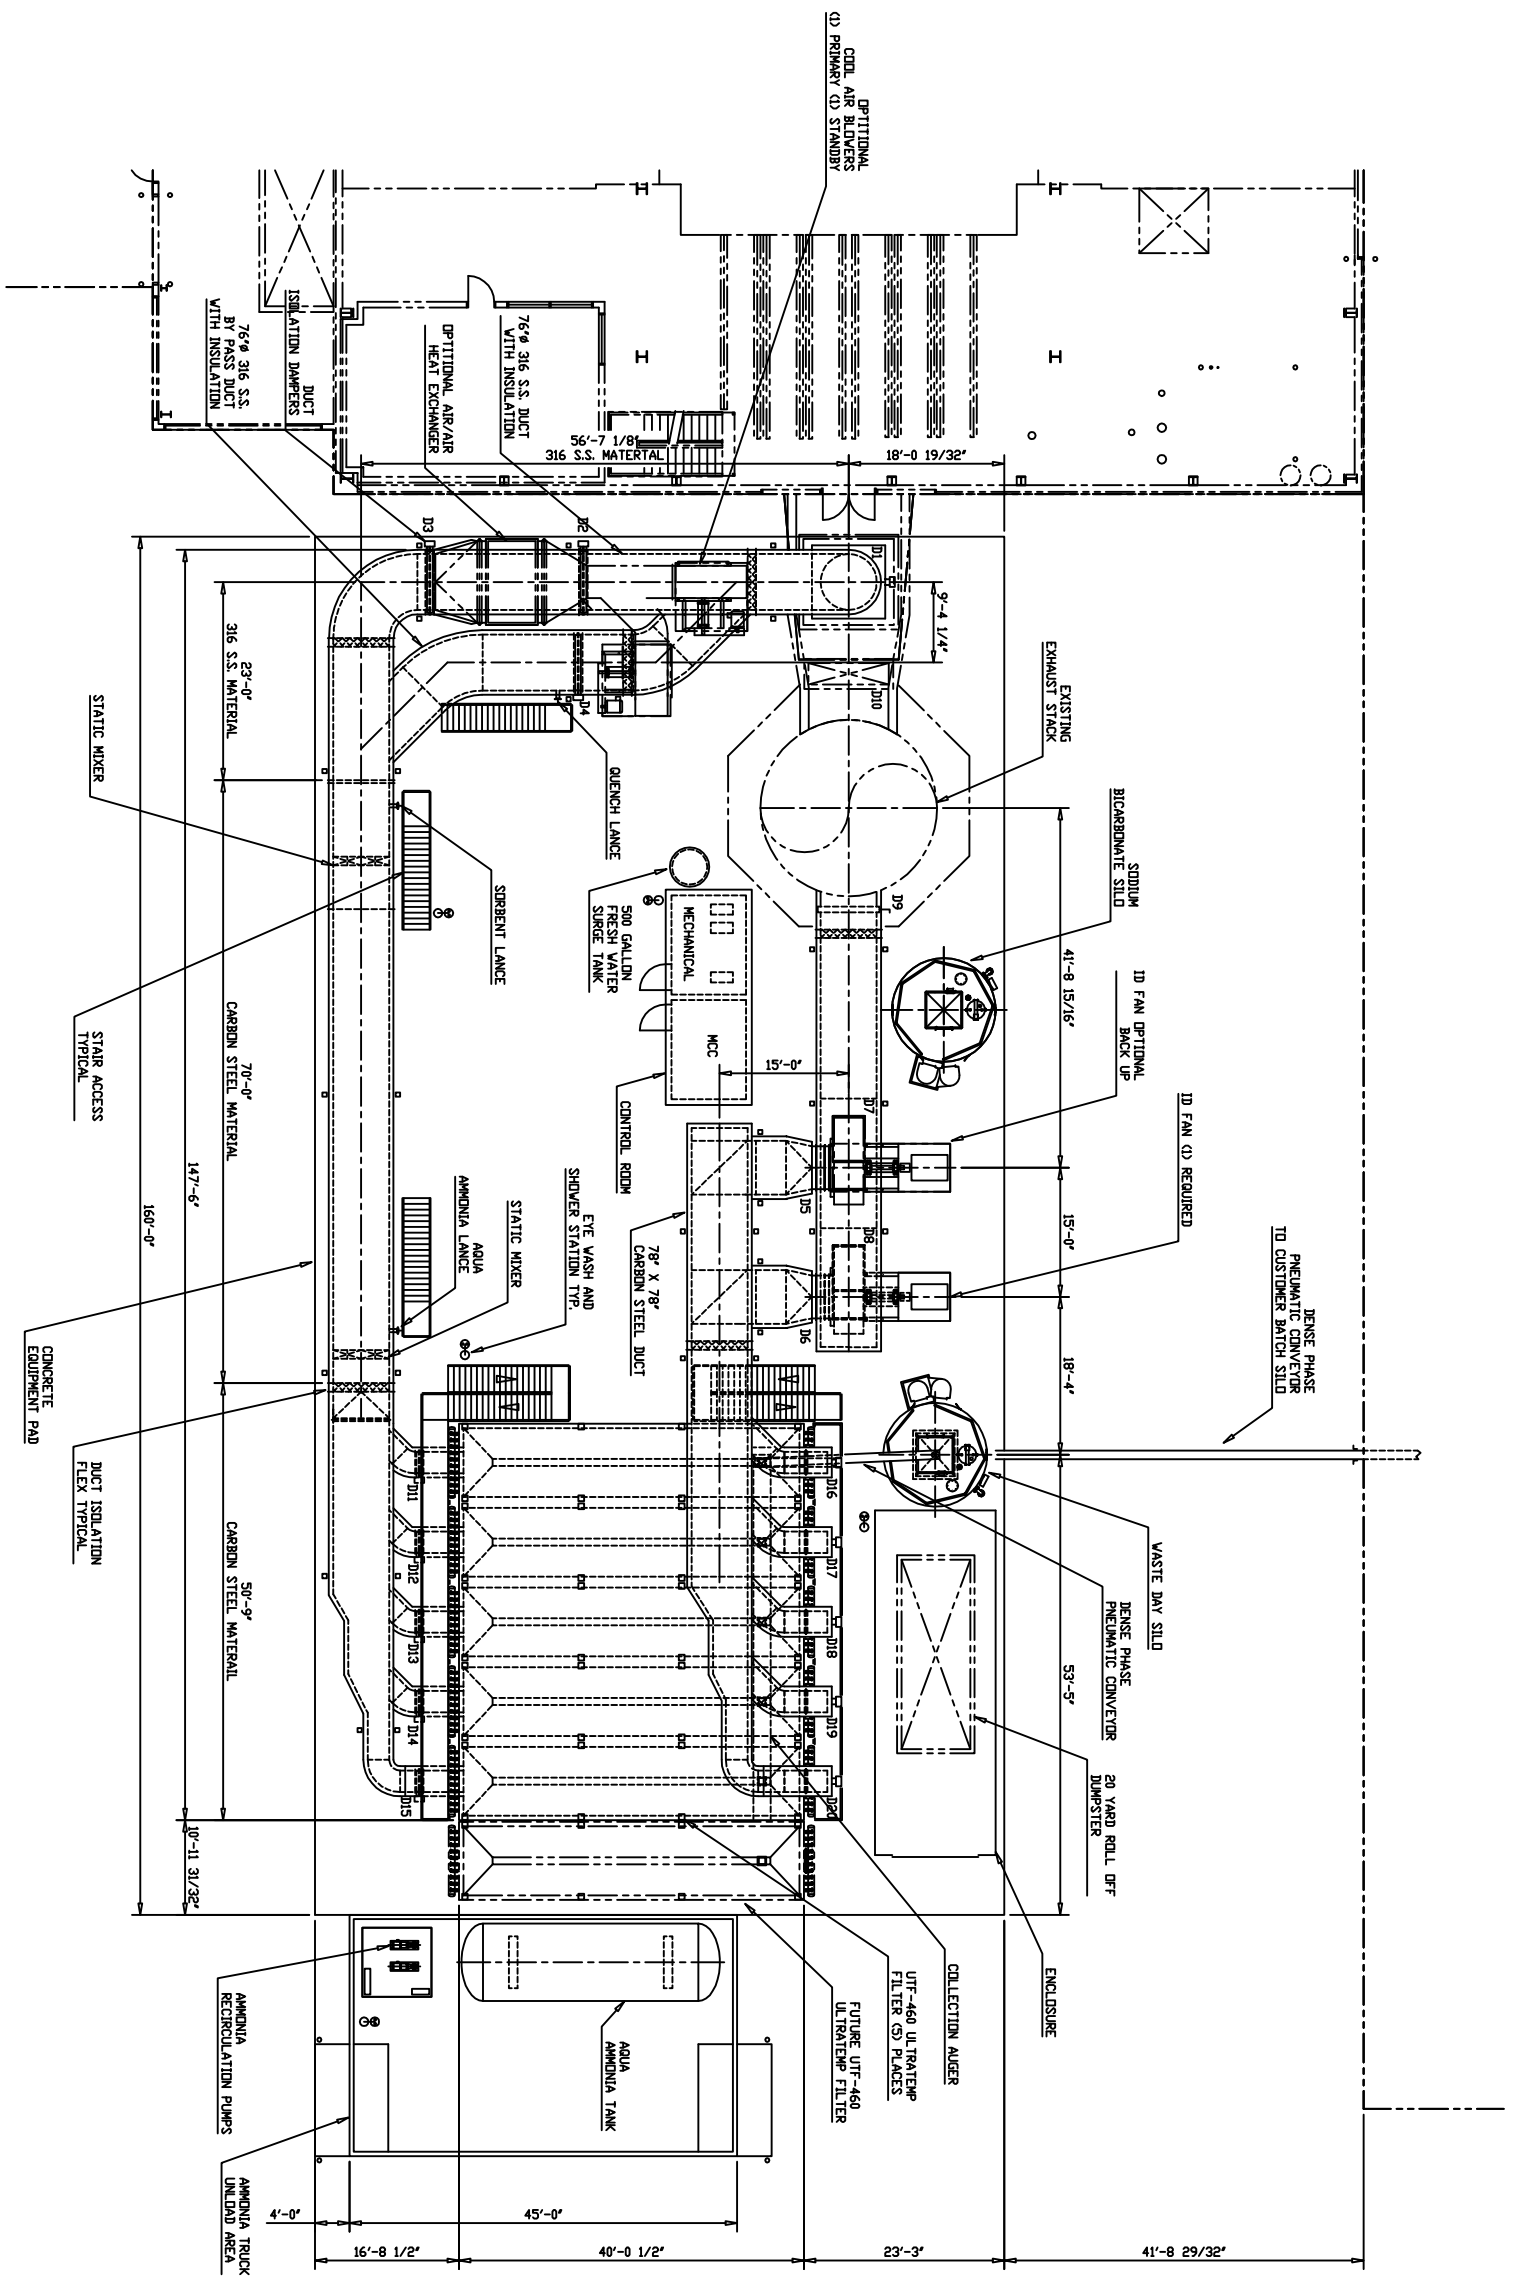 OPTITIONAL
COOL AIR BLOWERS
(1) PRIMARY (1) STANDBY
DUCT
ISOLATION DAMPERS
76"ø 316 S.S.
BY PASS DUCT
WITH INSULATION
OPTITIONAL AIR/AIR
HEAT EXCHANGER
76"ø 316 S.S. DUCT
WITH INSULATION
56'-7 1/8"
316 S.S. MATERTAL
18'-0 19/32"
D3
D2
D1
9'-4 1/4"
D4
D10
EXISTING
EXHAUST STACK
23'-0"
316 S.S. MATERIAL
STATIC MIXER
QUENCH LANCE
SORBENT LANCE
500 GALLON
FRESH WATER
SURGE TANK
MECHANICAL
MCC
CONTROL ROOM
D9
SODIUM
BICARBONATE SILO
41'-8 15/16"
ID FAN OPTIONAL
BACK UP
ID FAN (1) REQUIRED
15'-0"
D7
D5
D8
D6
15'-0"
18'-4"
DENSE PHASE
PNEUMATIC CONVEYOR
TO CUSTOMER BATCH SILO
STAIR ACCESS
TYPICAL
70'-0"
CARBON STEEL MATERIAL
147'-6"
160'-0"
AQUA
AMMONIA LANCE
STATIC MIXER
EYE WASH AND
SHOWER STATION TYP.
78" X 78"
CARBON STEEL DUCT
CONCRETE
EQUIPMENT PAD
DUCT ISOLATION
FLEX TYPICAL
50'-9"
CARBON STEEL MATERAIL
D11
D12
D13
D14
D15
D16
D17
D18
D19
D20
WASTE DAY SILO
DENSE PHASE
PNEUMATIC CONVEYOR
53'-5"
20 YARD ROLL OFF
DUMPSTER
10'-11 31/32"
ENCLOSURE
COLLECTION AUGER
UTF-460 ULTRATEMP
FILTER (5) PLACES
FUTURE UTF-460
ULTRATEMP FILTER
AQUA
AMMONIA TANK
AMMONIA
RECIRCULATION PUMPS
AMMONIA TRUCK
UNLOAD AREA
4'-0"
45'-0"
16'-8 1/2"
40'-0 1/2"
23'-3"
41'-8 29/32"